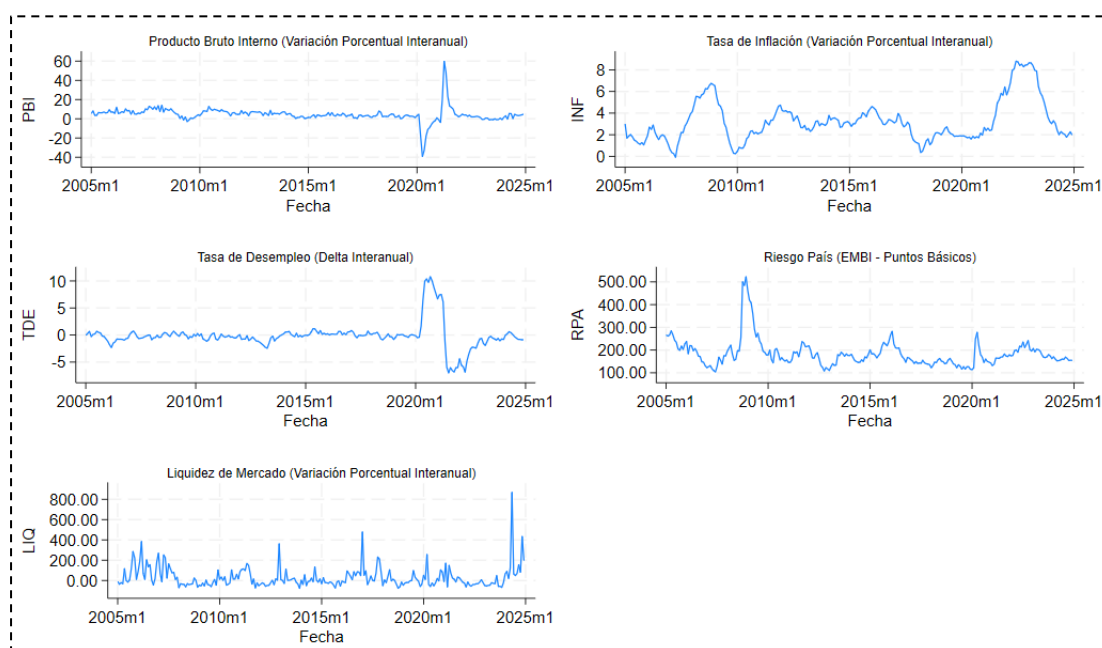 Producto Bruto Interno (Variación Porcentual Interanual)
PBI
60
40
20
0
-20
-40
2005m1 2010m1 2015m1 2020m1 2025m1
Fecha
Tasa de Inflación (Variación Porcentual Interanual)
INF
8
6
4
2
0
2005m1 2010m1 2015m1 2020m1 2025m1
Fecha
Tasa de Desempleo (Delta Interanual)
TDE
10
5
0
-5
2005m1 2010m1 2015m1 2020m1 2025m1
Fecha
Riesgo País (EMBI - Puntos Básicos)
RPA
500.00
400.00
300.00
200.00
100.00
2005m1 2010m1 2015m1 2020m1 2025m1
Fecha
Liquidez de Mercado (Variación Porcentual Interanual)
LIQ
800.00
600.00
400.00
200.00
0.00
2005m1 2010m1 2015m1 2020m1 2025m1
Fecha